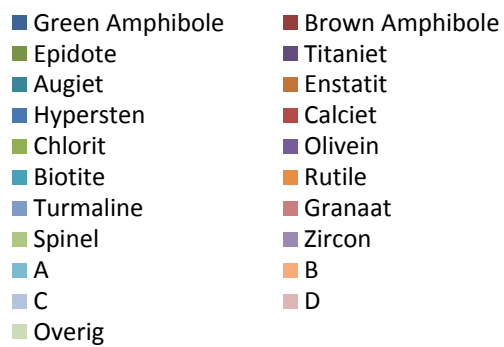 Green Amphibole Brown Amphibole
Epidote Titaniet
Augiet Enstatit
Hypersten Calciet
Chlorit Olivein
Biotite Rutile
Turmaline Granaat
Spinel Zircon
A B
C D
Overig